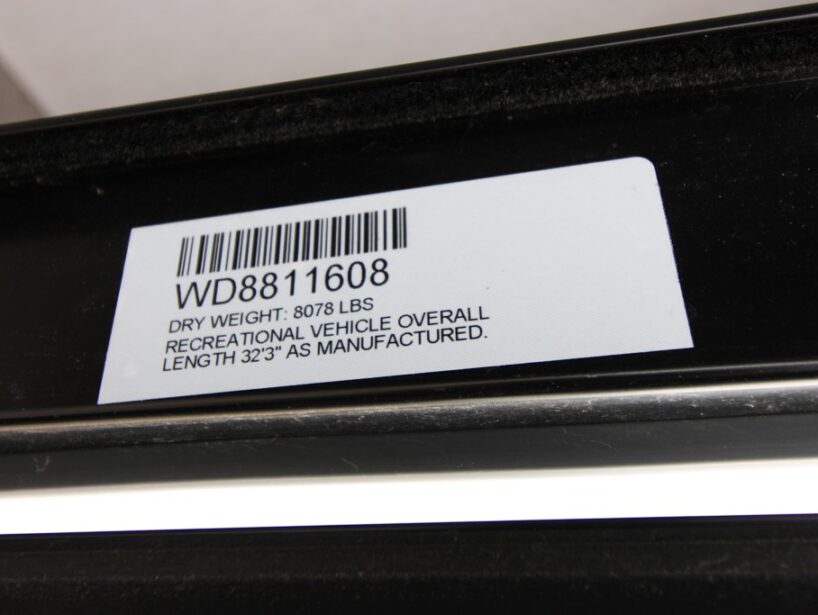 WD8811608
DRY WEIGHT: 8078 LBS
RECREATIONAL VEHICLE OVERALL
LENGTH 32'3" AS MANUFACTURED.